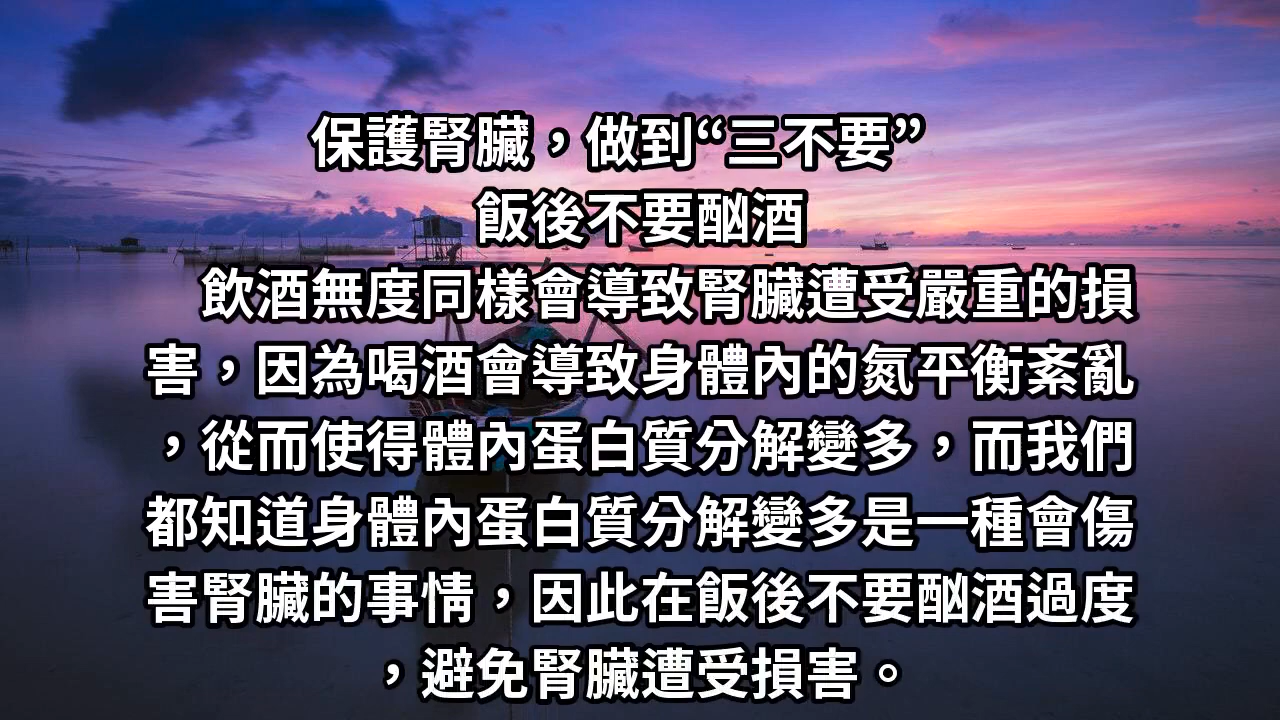 保護腎臟，做到“三不要”
飯後不要酗酒
飲酒無度同樣會導致腎臟遭受嚴重的損
害，因為喝酒會導致身體內的氮平衡紊亂
，從而使得體內蛋白質分解變多，而我們
都知道身體內蛋白質分解變多是一種會傷
害腎臟的事情，因此在飯後不要酗酒過度
，避免腎臟遭受損害。